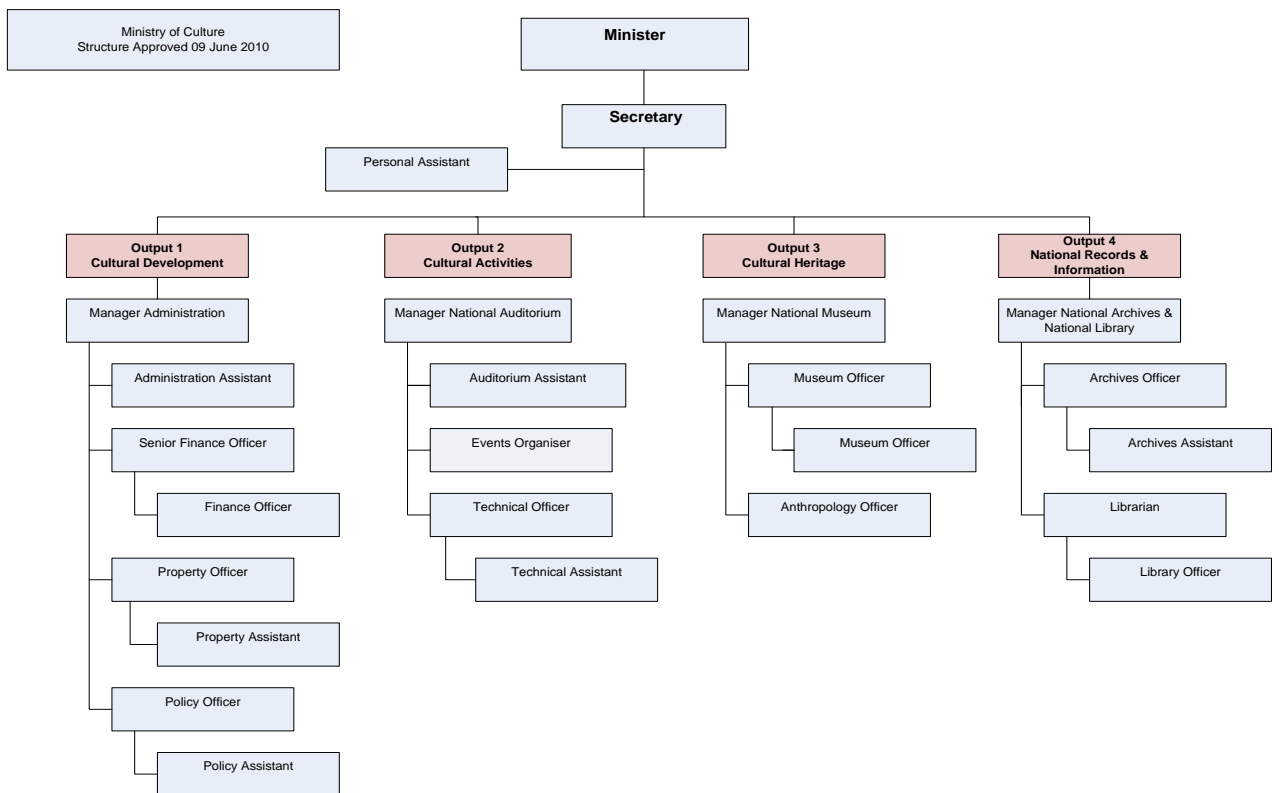 Ministry of Culture
Structure Approved 09 June 2010
Minister
Secretary
Personal Assistant
Output 1
Cultural Development
Manager Administration
Administration Assistant
Senior Finance Officer
Finance Officer
Property Officer
Property Assistant
Policy Officer
Policy Assistant
Output 2
Cultural Activities
Manager National Auditorium
Auditorium Assistant
Events Organiser
Technical Officer
Technical Assistant
Output 3
Cultural Heritage
Manager National Museum
Museum Officer
Museum Officer
Anthropology Officer
Output 4
National Records &
Information
Manager National Archives &
National Library
Archives Officer
Archives Assistant
Librarian
Library Officer